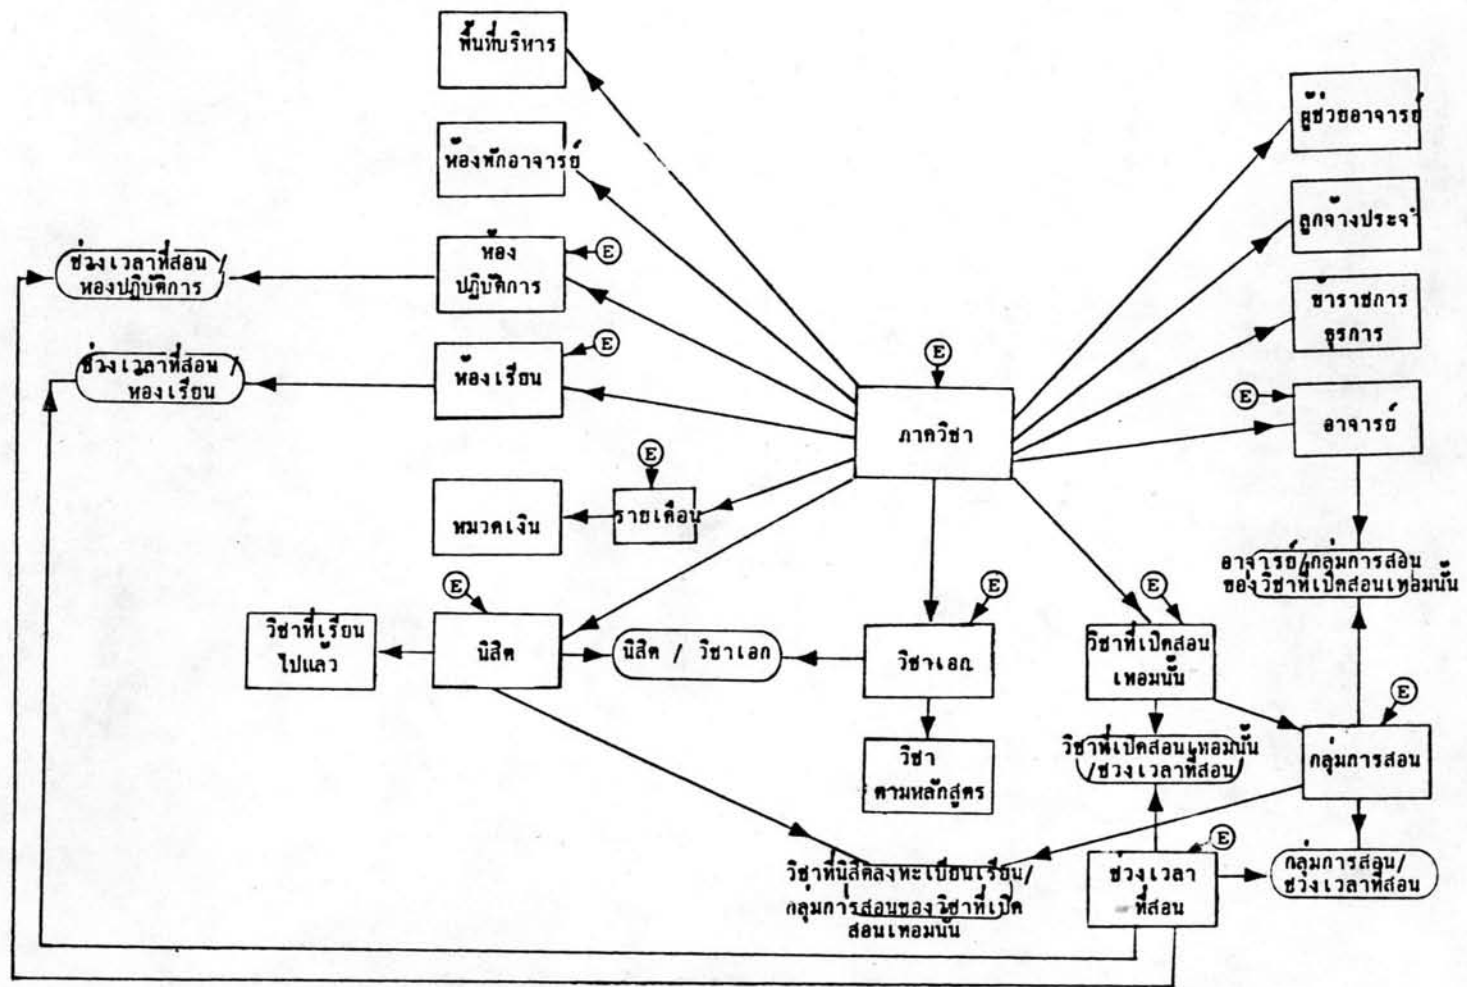 พื้นที่บริหาร
ผู้ช่วยอาจารย์
ห้องพักอาจารย์
ลูกจ้างประจำ
ช่วงเวลาที่สอน /
ห้องปฏิบัติการ
ห้อง
ปฏิบัติการ
E
ข้าราชการ
ธุรการ
ช่วงเวลาที่สอน /
ห้องเรียน
ห้องเรียน
E
E
ภาควิชา
E
อาจารย์
หมวดเงิน
E
รายเดือน
อาจารย์/กลุ่มการสอน
ของวิชาที่เปิดสอนเทอมนั้น
วิชาที่เรียน
ไปแล้ว
E
นิสิต
นิสิต / วิชาเอก
E
วิชาเอก
E
วิชาที่เปิดสอน
เทอมนั้น
วิชา
ตามหลักสูตร
วิชาที่เปิดสอนเทอมนั้น
/ช่วงเวลาที่สอน
E
กลุ่มการสอน
วิชาที่นิสิตลงทะเบียนเรียน/
กลุ่มการสอนของวิชาที่เปิด
สอนเทอมนั้น
E
ช่วงเวลา
ที่สอน
กลุ่มการสอน/
ช่วงเวลาที่สอน